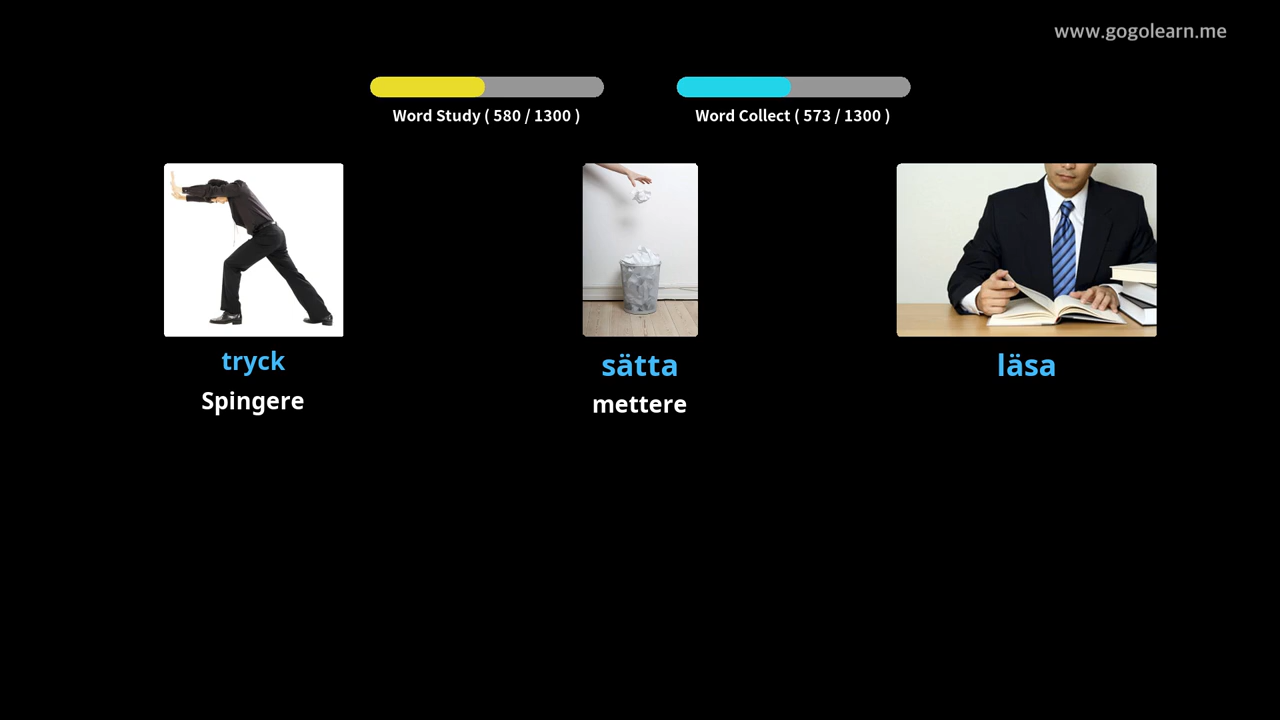 www.gogolearn.me
Word Study ( 580 / 1300 )
Word Collect ( 573 / 1300 )
tryck
sätta
läsa
Spingere
mettere